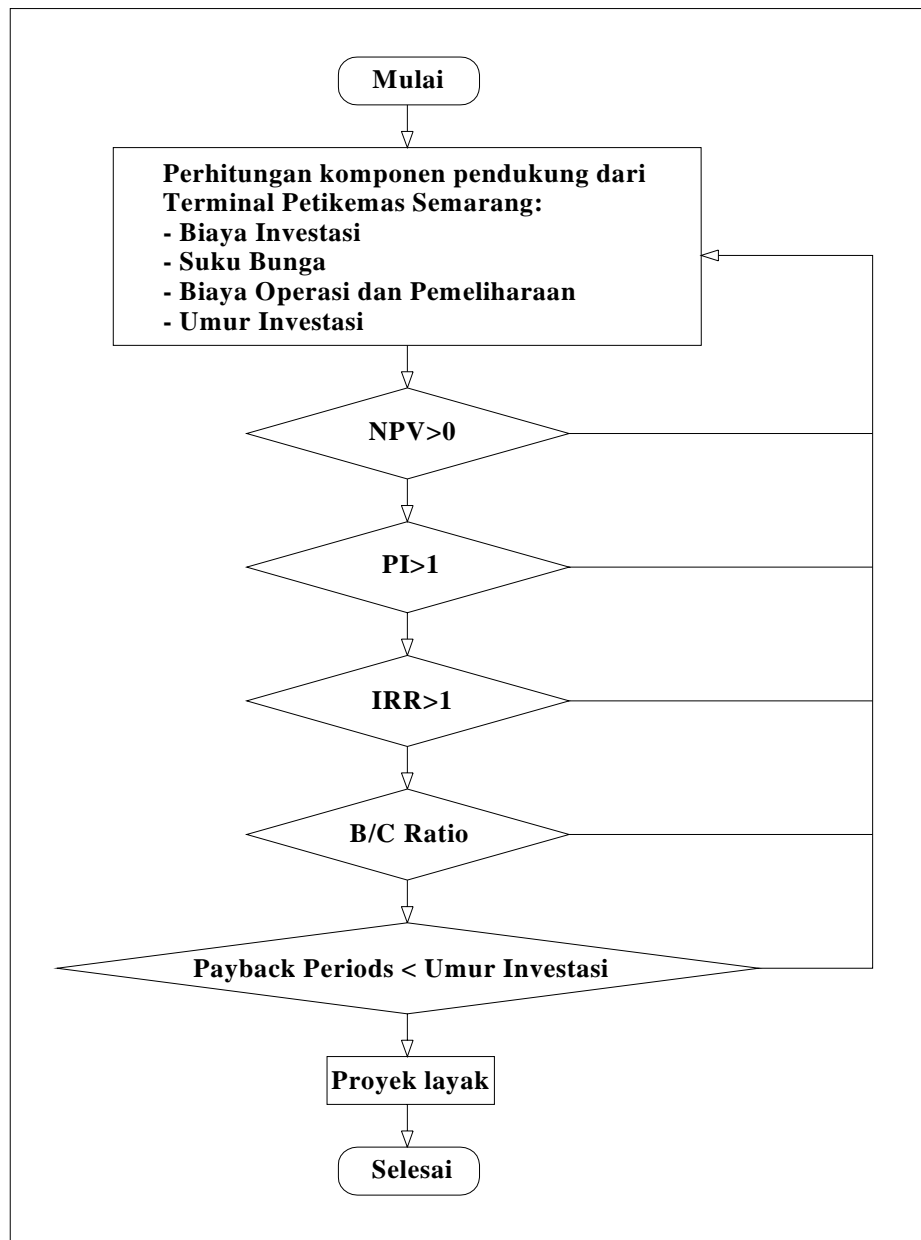 Mulai
Perhitungan komponen pendukung dari
Terminal Petikemas Semarang:
- Biaya Investasi
- Suku Bunga
- Biaya Operasi dan Pemeliharaan
- Umur Investasi
NPV>0
PI>1
IRR>1
B/C Ratio
Payback Periods < Umur Investasi
Proyek layak
Selesai